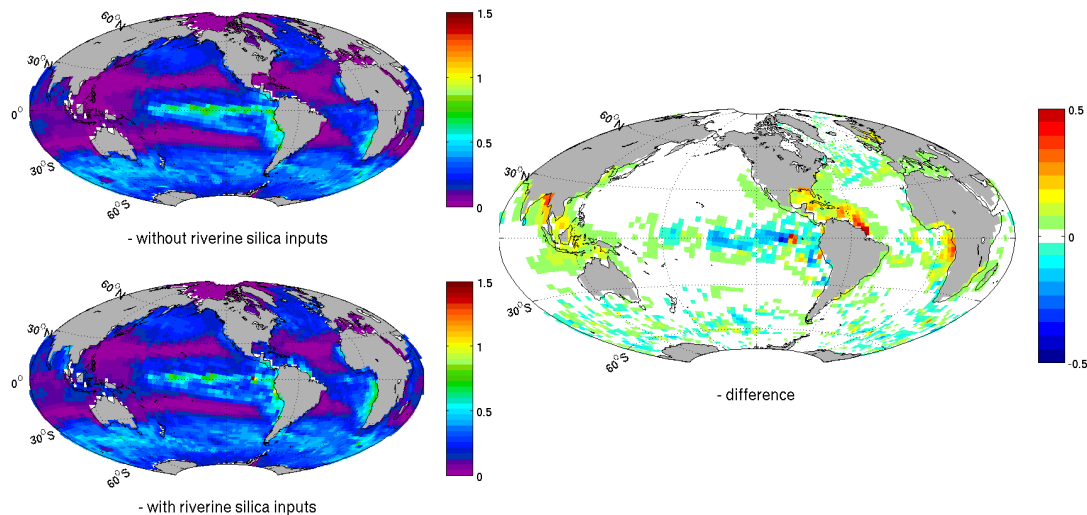 60°N
30°N
0°
30°S
60°S
1.5
1
0.5
0
- without riverine silica inputs
60°N
30°N
0°
30°S
60°S
1.5
1
0.5
0
- with riverine silica inputs
60°N
30°N
0°
30°S
60°S
0.5
0
-0.5
- difference